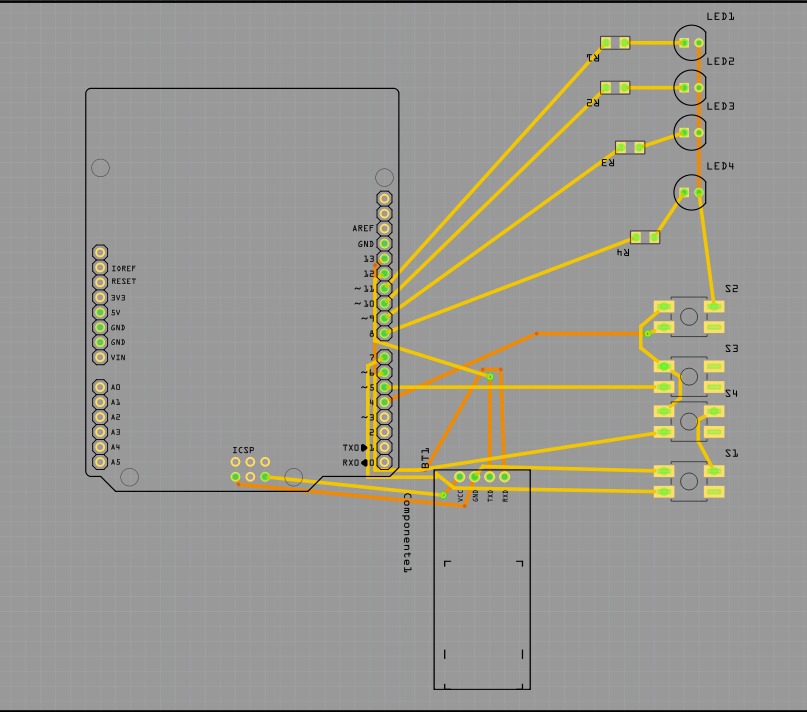 LED1
R1
LED2
R2
LED3
R3
LED4
R4
AREF
GND
13
12
~11
~10
~9
8
7
~6
~5
4
~3
2
TX0 1
RX0 0
IOREF
RESET
3V3
5V
GND
GND
VIN
A0
A1
A2
A3
A4
A5
ICSP
S2
S3
S4
S1
BT1
VCC
GND
TXD
RXD
Componente1